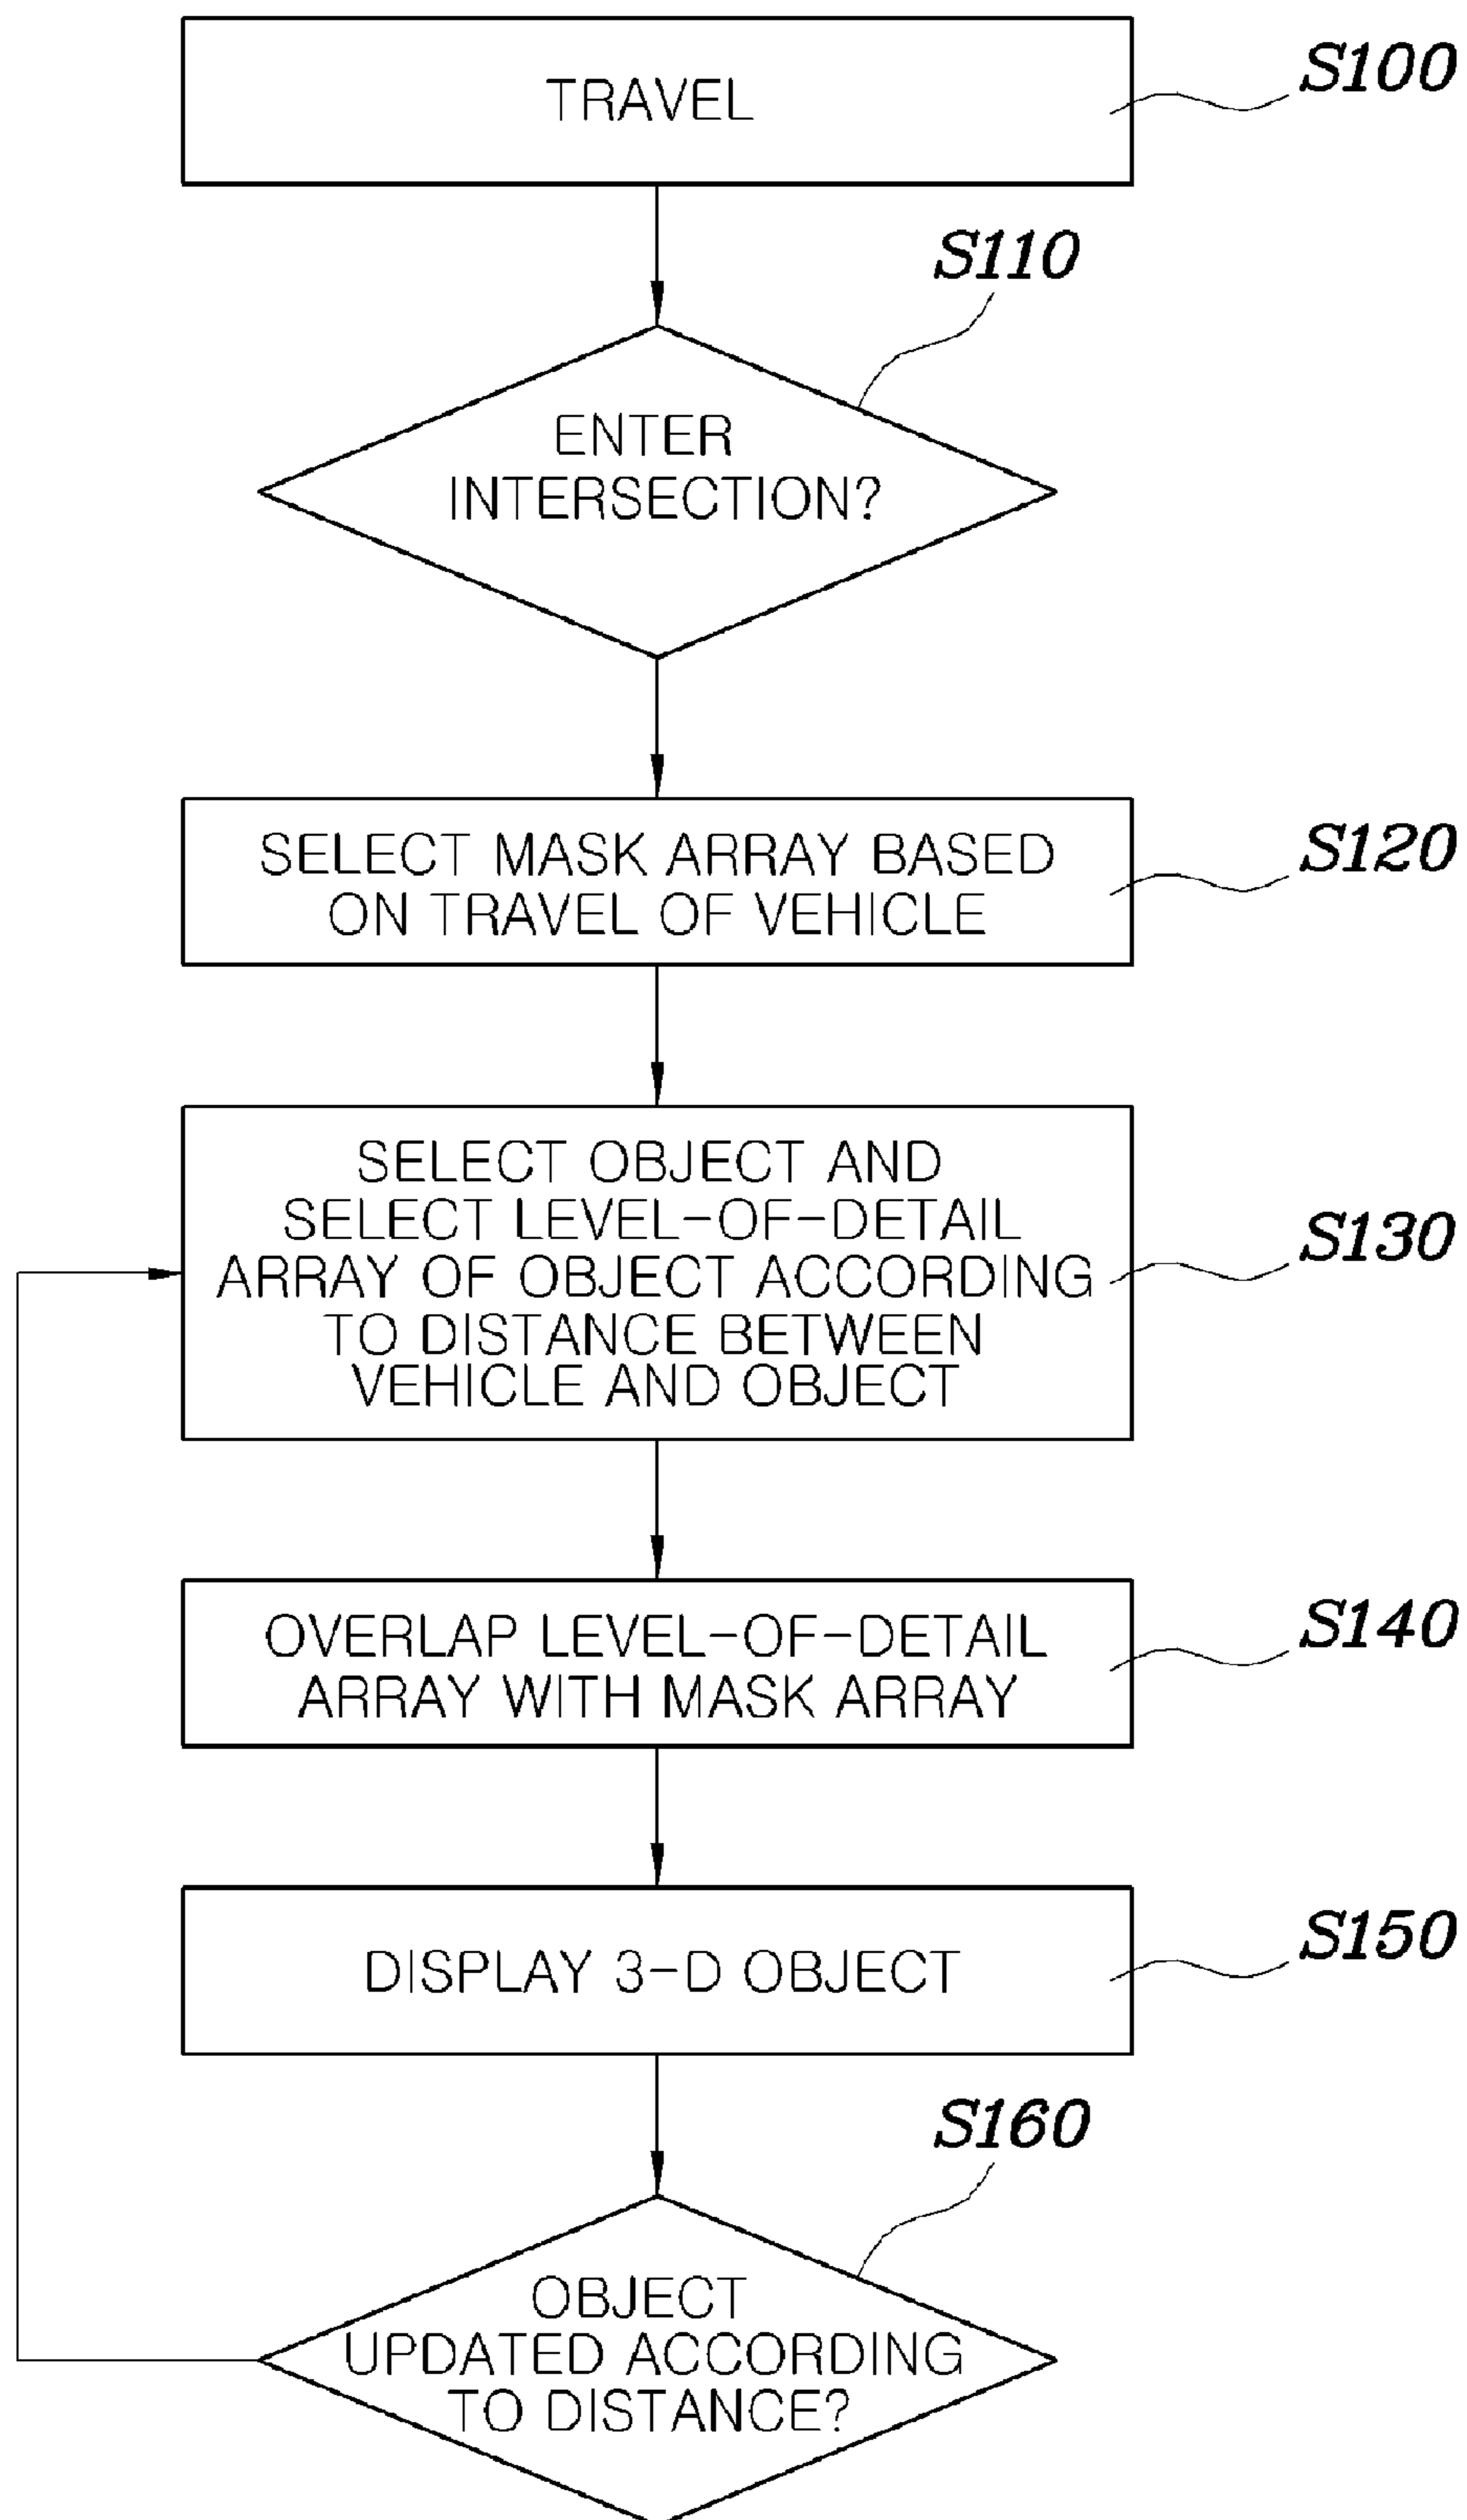 TRAVEL
S100
S110
ENTER
INTERSECTION?
SELECT MASK ARRAY BASED
ON TRAVEL OF VEHICLE
S120
SELECT OBJECT AND
SELECT LEVEL-OF-DETAIL
ARRAY OF OBJECT ACCORDING
TO DISTANCE BETWEEN
VEHICLE AND OBJECT
S130
OVERLAP LEVEL-OF-DETAIL
ARRAY WITH MASK ARRAY
S140
DISPLAY 3-D OBJECT
S150
S160
OBJECT
UPDATED ACCORDING
TO DISTANCE?